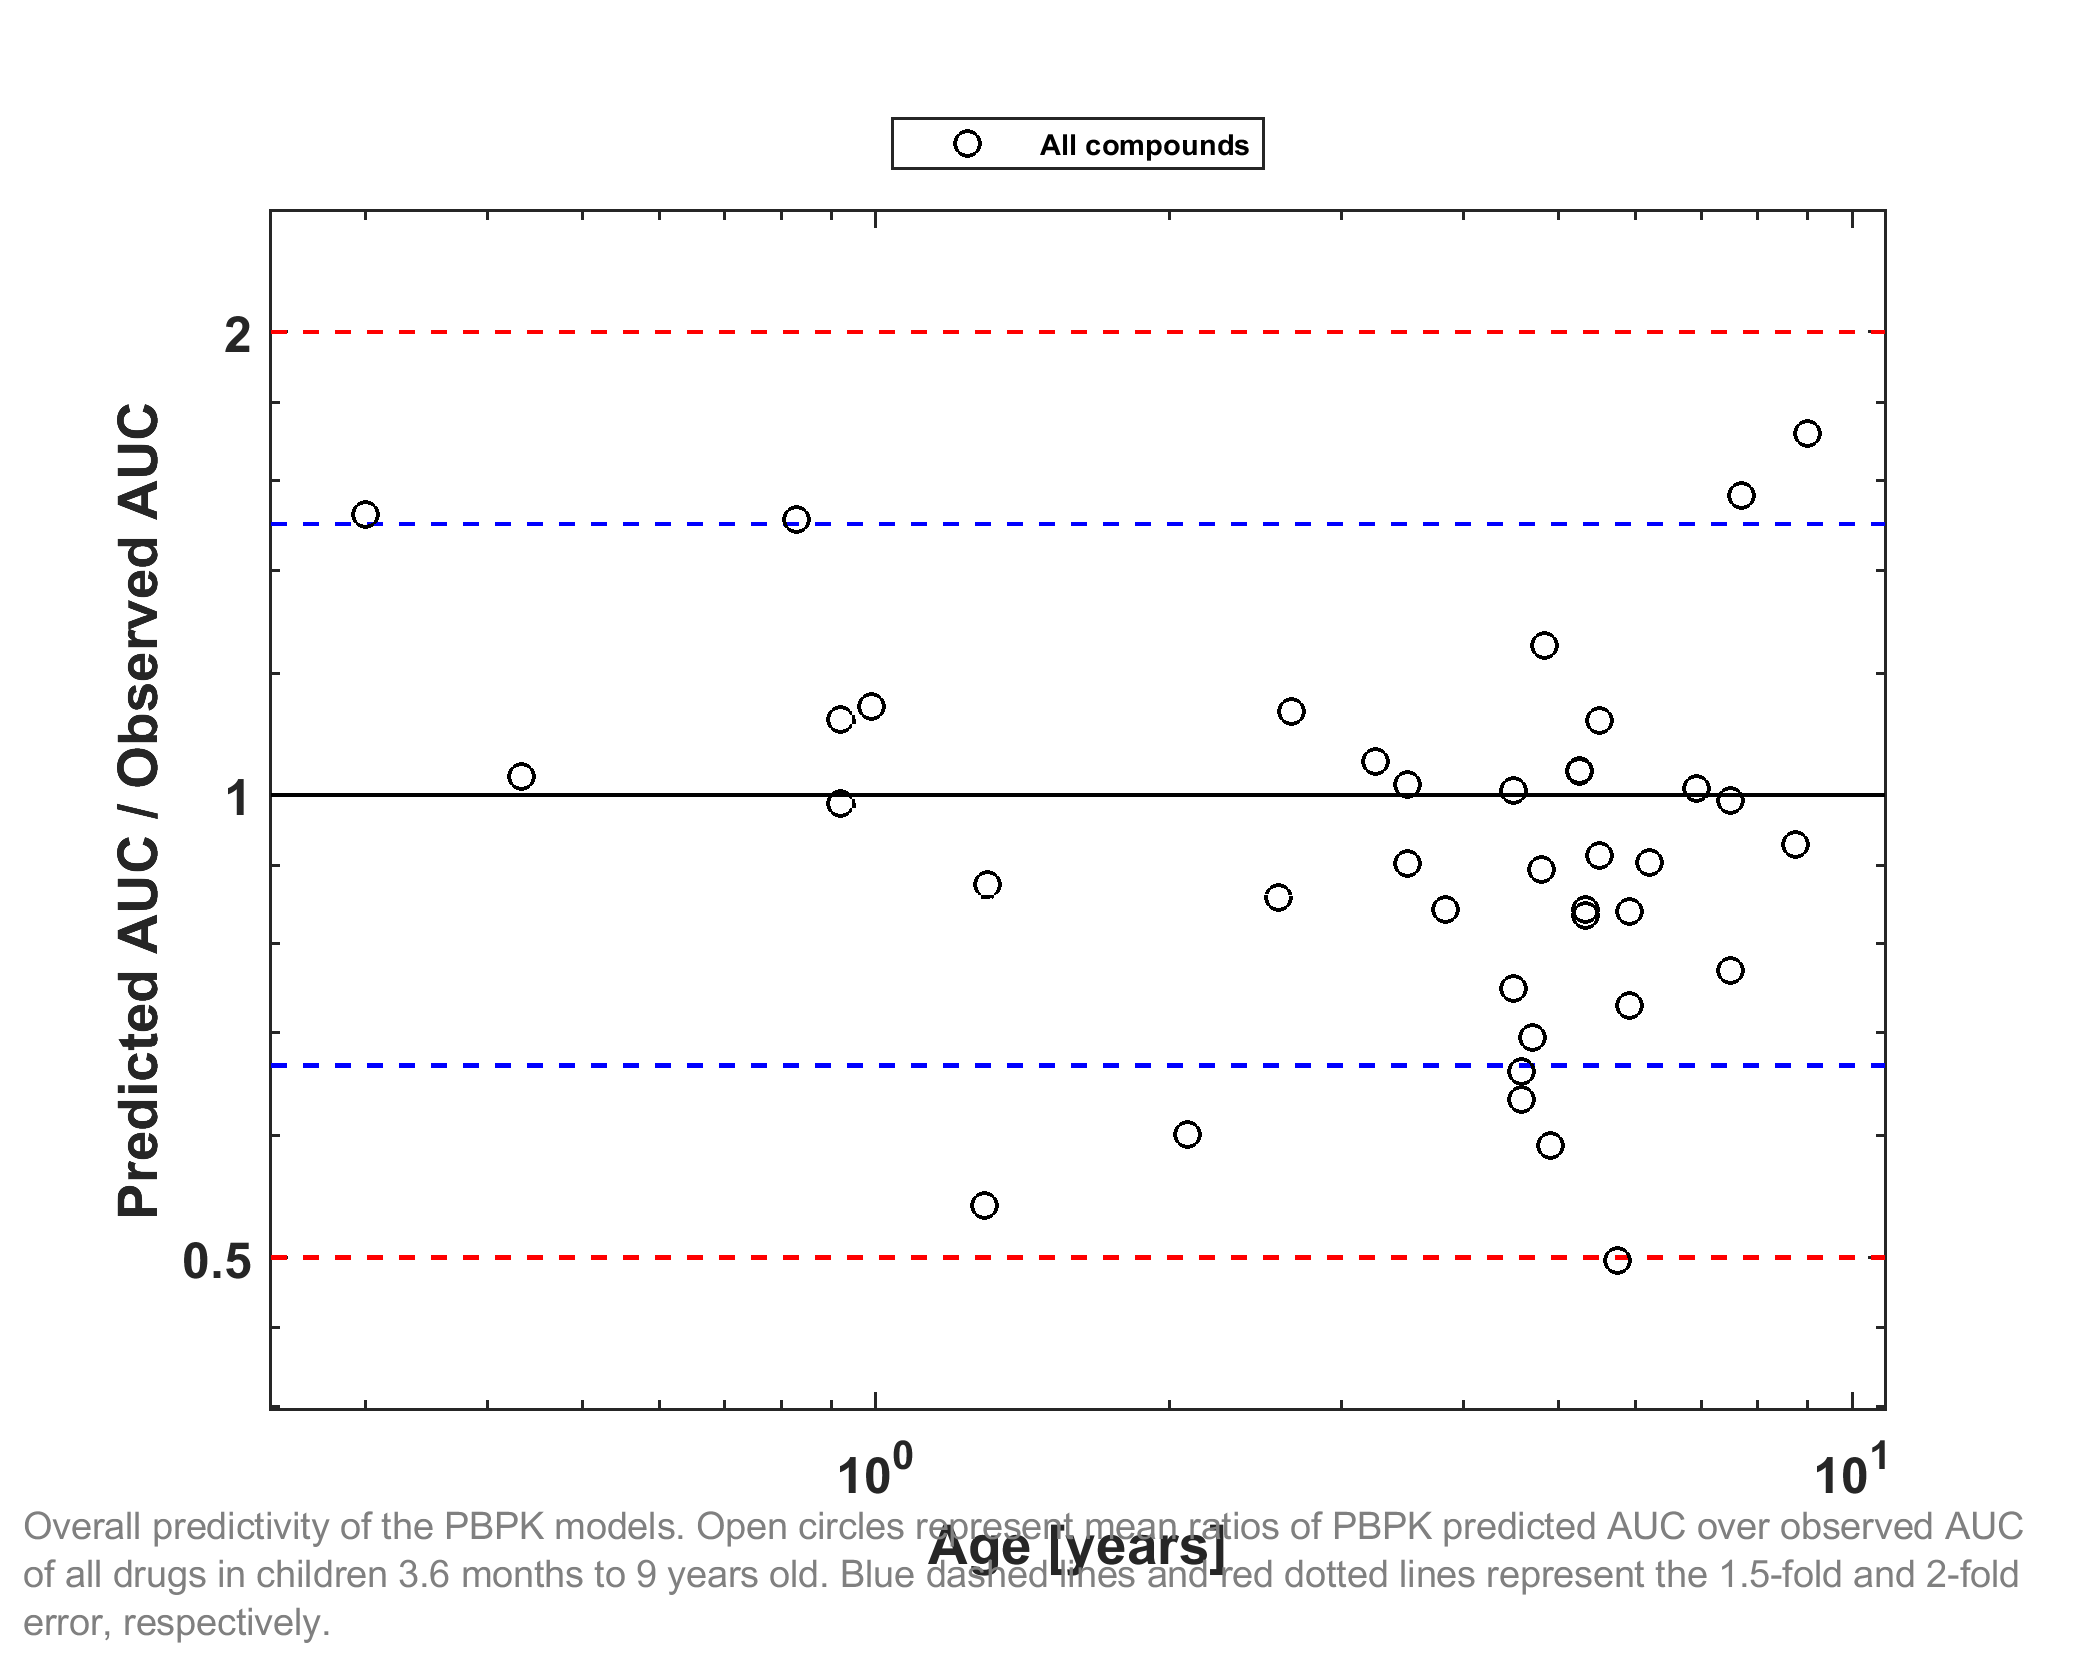 All compounds
2
1
0.5
Predicted AUC / Observed AUC
10^0
10^1
Age [years]
Overall predictivity of the PBPK models. Open circles represent mean ratios of PBPK predicted AUC over observed AUC
of all drugs in children 3.6 months to 9 years old. Blue dashed lines and red dotted lines represent the 1.5-fold and 2-fold
error, respectively.